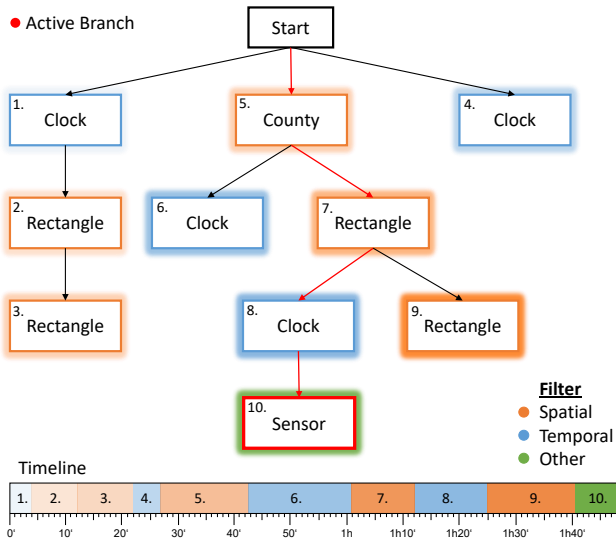 Active Branch
Start
1.
Clock
5.
County
4.
Clock
2.
Rectangle
6.
Clock
7.
Rectangle
3.
Rectangle
8.
Clock
9.
Rectangle
10.
Sensor
Filter
Spatial
Temporal
Other
Timeline
1. 2. 3. 4. 5. 6. 7. 8. 9. 10.
0' 10' 20' 30' 40' 50' 1h 1h10' 1h20' 1h30' 1h40'